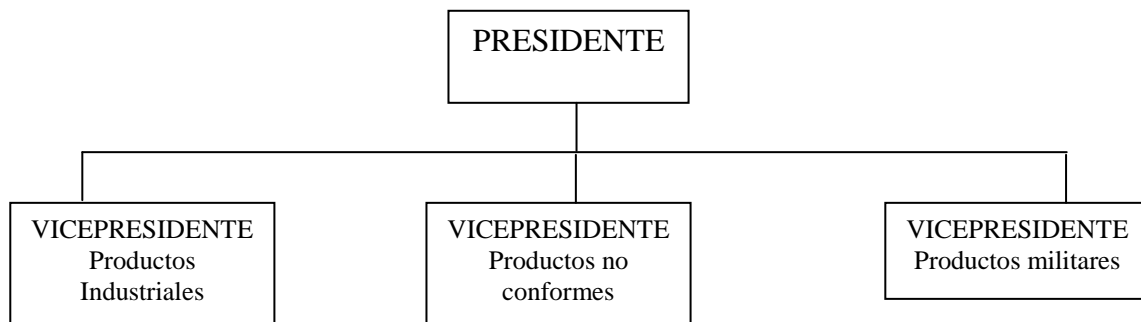 PRESIDENTE
VICEPRESIDENTE
Productos
Industriales
VICEPRESIDENTE
Productos no
conformes
VICEPRESIDENTE
Productos militares